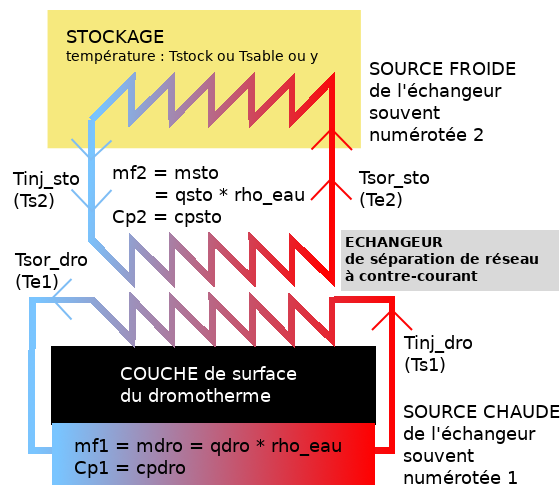 STOCKAGE
température : Tstock ou Tsable ou y
SOURCE FROIDE
de l'échangeur
souvent
numérotée 2
Tinj_sto
(Ts2)
mf2 = msto
= qsto * rho_eau
Cp2 = cpsto
Tsor_sto
(Te2)
ECHANGEUR
de séparation de réseau
à contre-courant
Tsor_dro
(Te1)
Tinj_dro
(Ts1)
COUCHE de surface
du dromotherme
SOURCE CHAUDE
de l'échangeur
souvent
numérotée 1
mf1 = mdro = qdro * rho_eau
Cp1 = cpdro